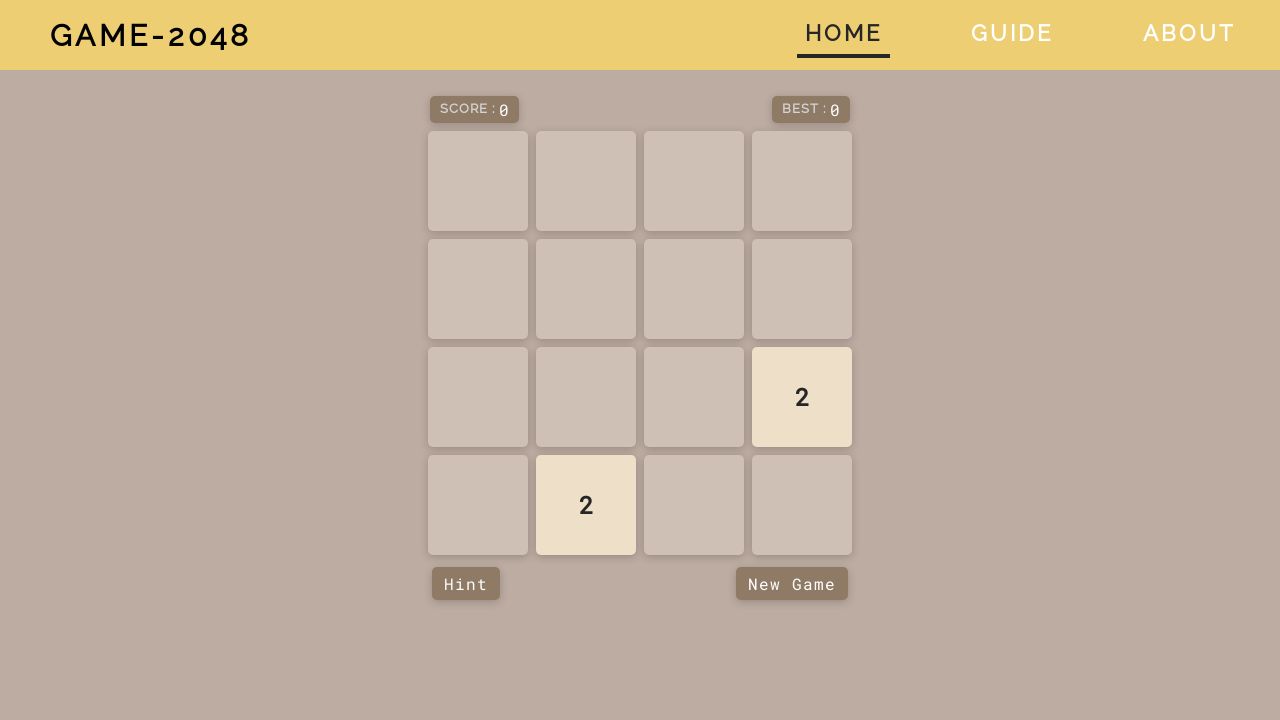 GAME-2048
HOME GUIDE ABOUT
SCORE : 0
BEST : 0
2
2
Hint
New Game